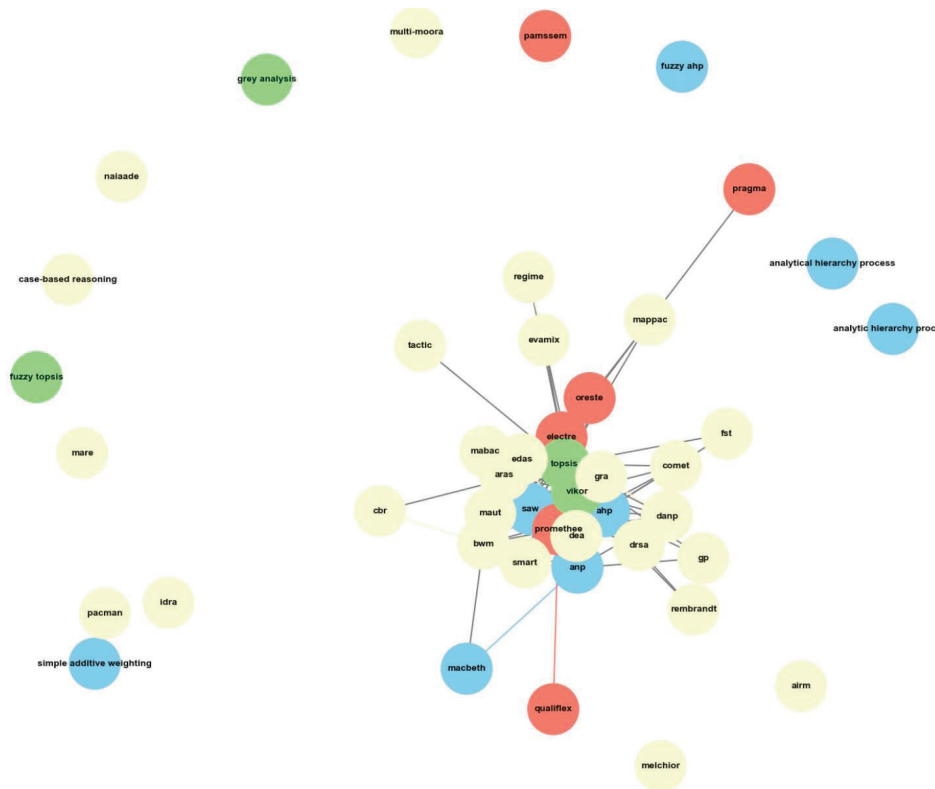 multi-moora
pamssem
fuzzy ahp
grey analysis
naiaade
pragma
analytical hierarchy process
case-based reasoning
regime
mappac
analytic hierarchy proc
evamix
tactic
fuzzy topsis
oreste
electre
fst
mare
mabac
edas
topsis
comet
aras
gra
vikor
cbr
maut
saw
ahp
danp
promethee
dea
bwm
drsa
gp
smart
anp
idra
pacman
rembrandt
simple additive weighting
macbeth
airm
qualiflex
melchior